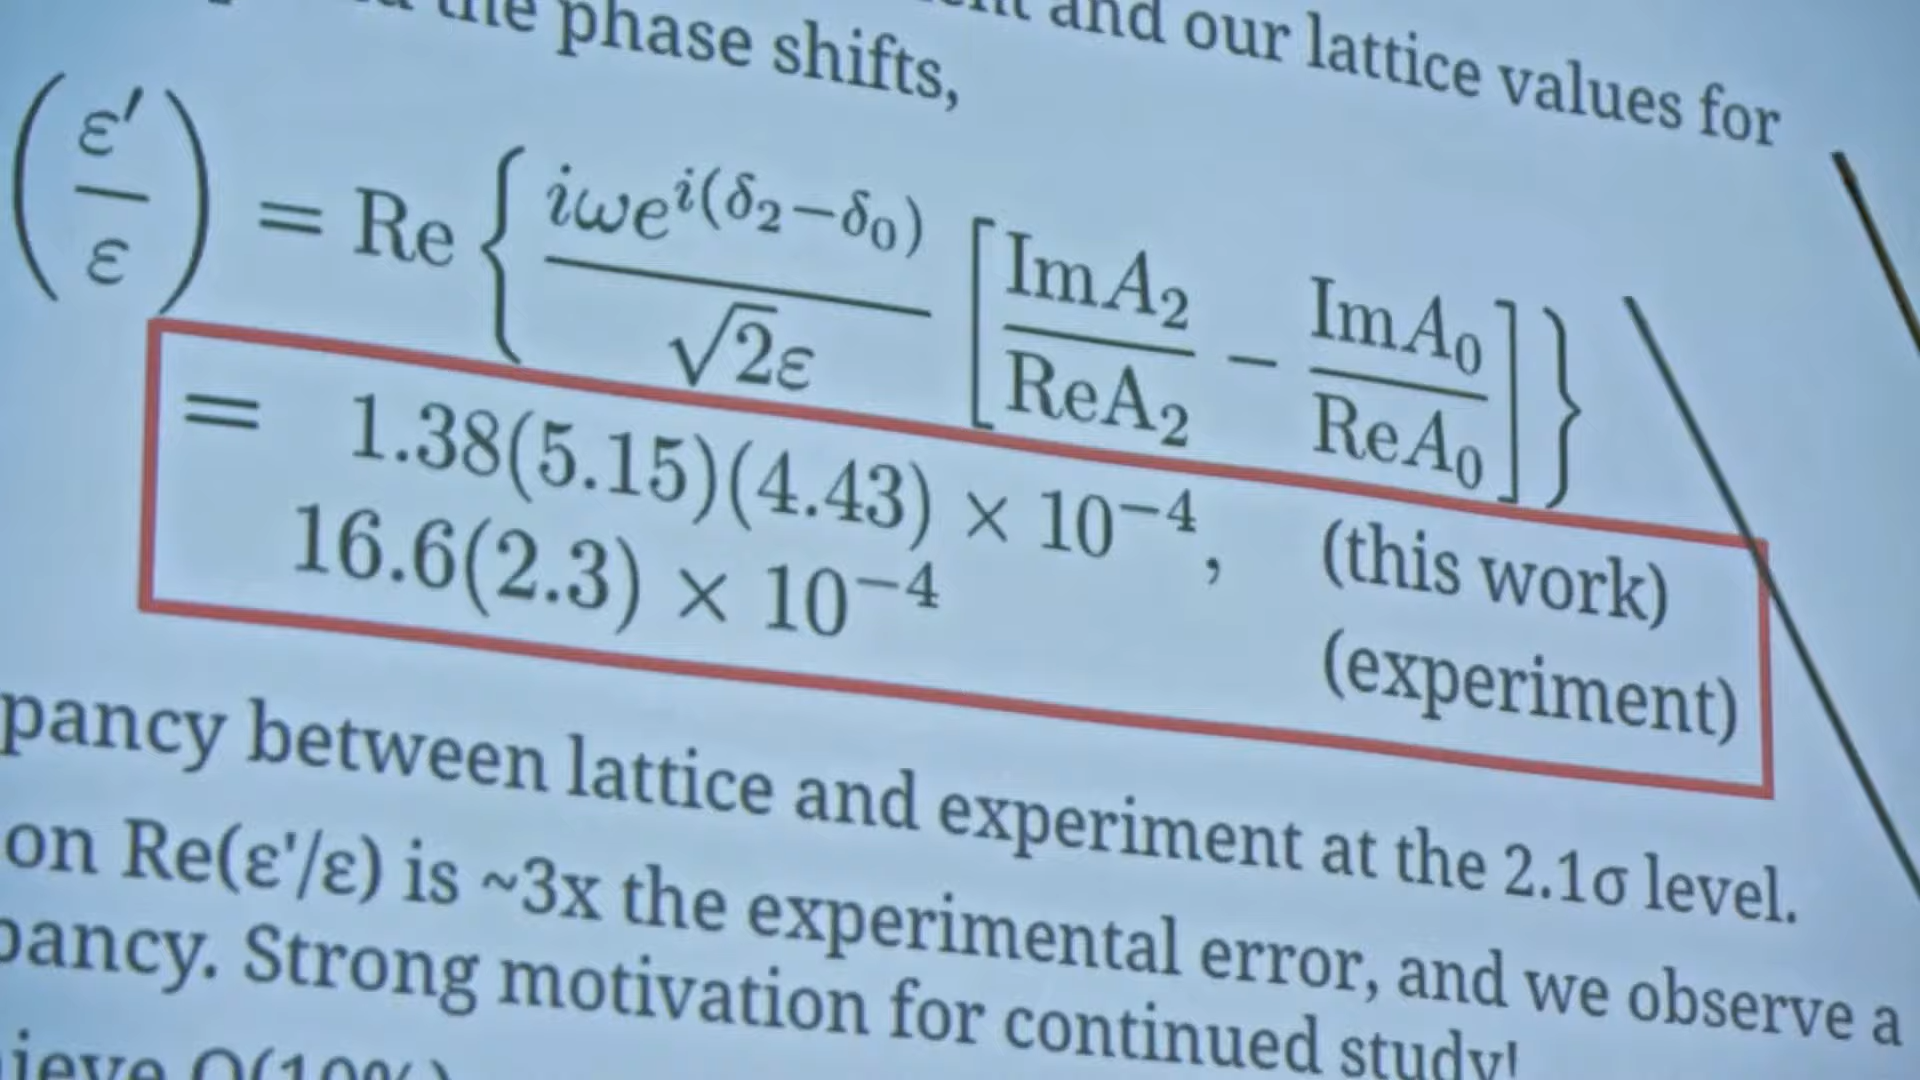 the phase shifts,
and our lattice values for
(ε′/ε) = Re { iωe^{i(δ₂−δ₀)} / √2ε [ ImA₂/ReA₂ − ImA₀/ReA₀ ] }
= 1.38(5.15)(4.43) × 10⁻⁴, (this work)
16.6(2.3) × 10⁻⁴ (experiment)
between lattice and experiment at the 2.1σ level.
on Re(ε'/ε) is ~3x the experimental error, and we observe a
Strong motivation for continued study!
O(10%)